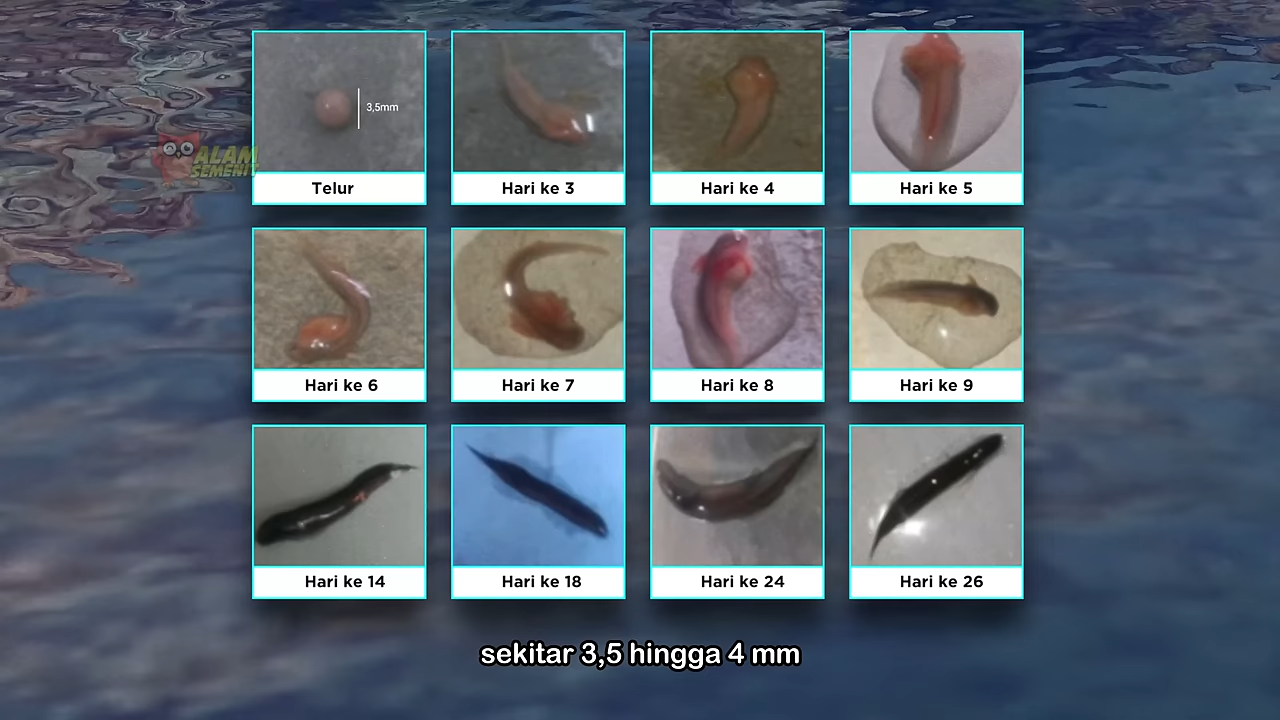 3,5mm
Telur
Hari ke 3
Hari ke 4
Hari ke 5
ALAM
SEMENIT
Hari ke 6
Hari ke 7
Hari ke 8
Hari ke 9
Hari ke 14
Hari ke 18
Hari ke 24
Hari ke 26
sekitar 3,5 hingga 4 mm